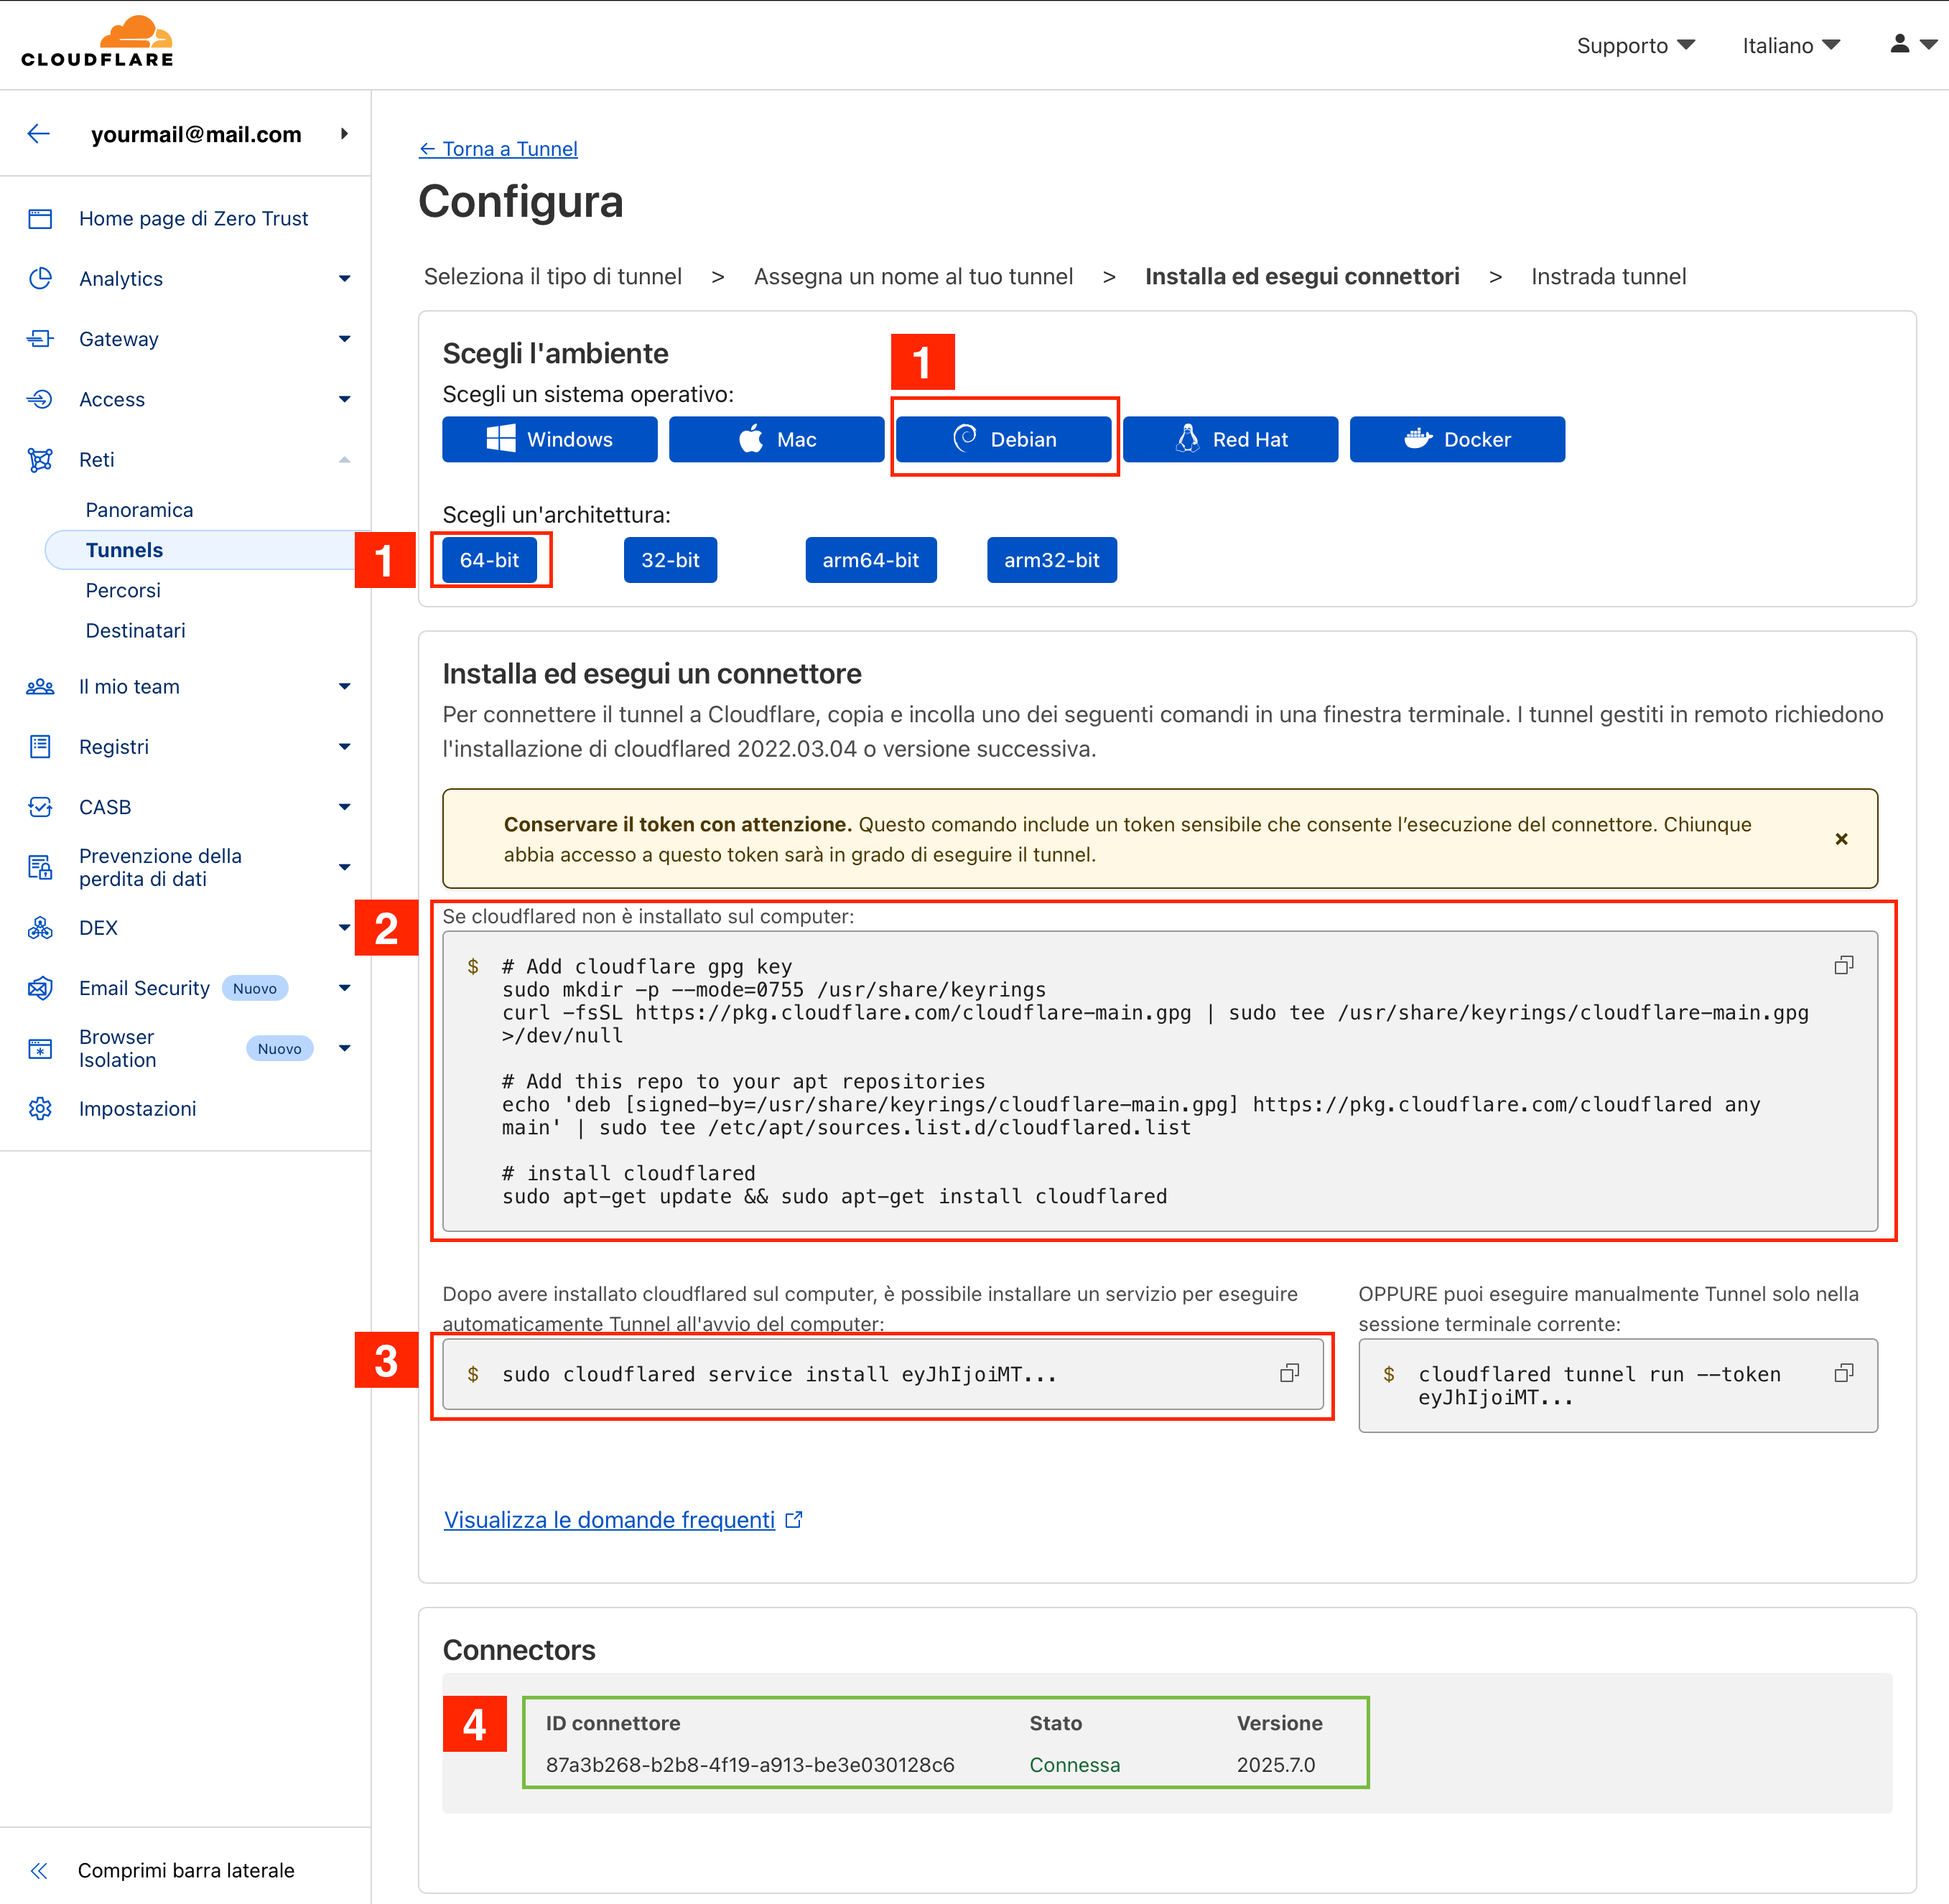 CLOUDFLARE
Supporto
Italiano
yourmail@mail.com
Home page di Zero Trust
Analytics
Gateway
Access
Reti
Panoramica
Tunnels
Percorsi
Destinatari
Il mio team
Registri
CASB
Prevenzione della
perdita di dati
DEX
Email Security Nuovo
Browser
Isolation
Nuovo
Impostazioni
Comprimi barra laterale
← Torna a Tunnel
Configura
Seleziona il tipo di tunnel > Assegna un nome al tuo tunnel > Installa ed esegui connettori > Instrada tunnel
Scegli l'ambiente
1
Scegli un sistema operativo:
Windows Mac Debian Red Hat Docker
Scegli un'architettura:
1
64-bit 32-bit arm64-bit arm32-bit
Installa ed esegui un connettore
Per connettere il tunnel a Cloudflare, copia e incolla uno dei seguenti comandi in una finestra terminale. I tunnel gestiti in remoto richiedono
l'installazione di cloudflared 2022.03.04 o versione successiva.
Conservare il token con attenzione. Questo comando include un token sensibile che consente l’esecuzione del connettore. Chiunque
abbia accesso a questo token sarà in grado di eseguire il tunnel.
2
Se cloudflared non è installato sul computer:
$ # Add cloudflare gpg key
sudo mkdir -p --mode=0755 /usr/share/keyrings
curl -fsSL https://pkg.cloudflare.com/cloudflare-main.gpg | sudo tee /usr/share/keyrings/cloudflare-main.gpg
>/dev/null
# Add this repo to your apt repositories
echo 'deb [signed-by=/usr/share/keyrings/cloudflare-main.gpg] https://pkg.cloudflare.com/cloudflared any
main' | sudo tee /etc/apt/sources.list.d/cloudflared.list
# install cloudflared
sudo apt-get update && sudo apt-get install cloudflared
Dopo avere installato cloudflared sul computer, è possibile installare un servizio per eseguire
automaticamente Tunnel all'avvio del computer:
3
$ sudo cloudflared service install eyJhIjoiMT...
OPPURE puoi eseguire manualmente Tunnel solo nella
sessione terminale corrente:
$ cloudflared tunnel run --token
eyJhIjoiMT...
Visualizza le domande frequenti
Connectors
4
ID connettore Stato Versione
87a3b268-b2b8-4f19-a913-be3e030128c6 Connessa 2025.7.0